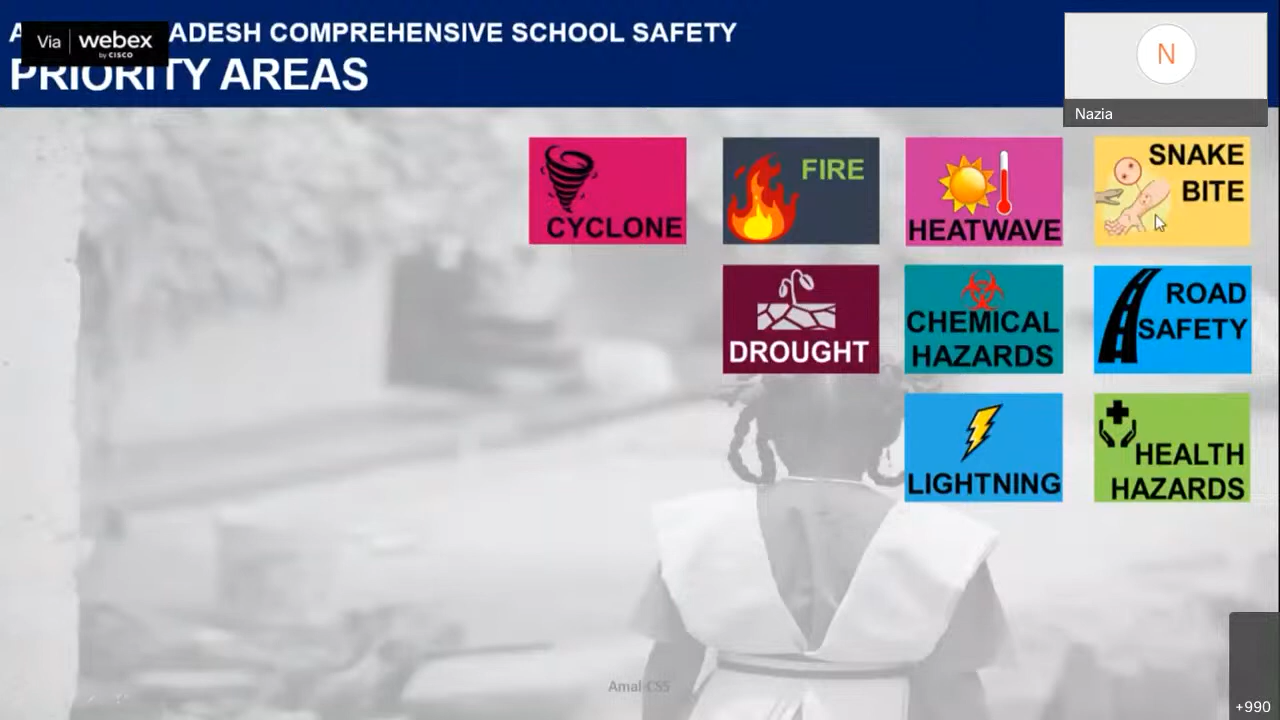 ADESH COMPREHENSIVE SCHOOL SAFETY
PRIORITY AREAS
Via webex
by CISCO
N
Nazia
CYCLONE
FIRE
HEATWAVE
SNAKE
BITE
DROUGHT
CHEMICAL
HAZARDS
ROAD
SAFETY
LIGHTNING
HEALTH
HAZARDS
Amal-CSS
+990